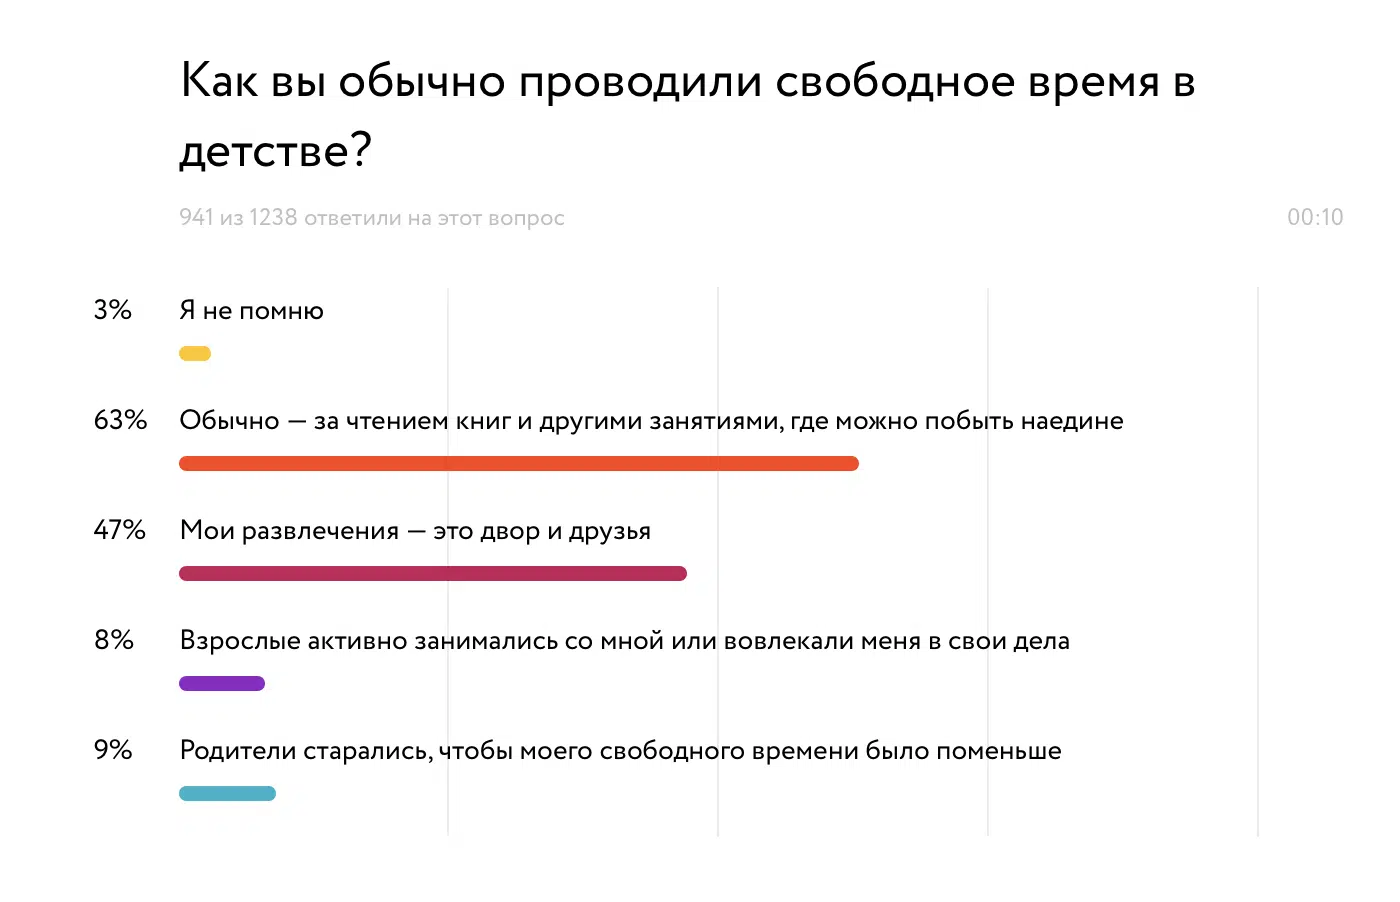 Как вы обычно проводили свободное время в
детстве?
941 из 1238 ответили на этот вопрос
00:10
3% Я не помню
63% Обычно — за чтением книг и другими занятиями, где можно побыть наедине
47% Мои развлечения — это двор и друзья
8% Взрослые активно занимались со мной или вовлекали меня в свои дела
9% Родители старались, чтобы моего свободного времени было поменьше